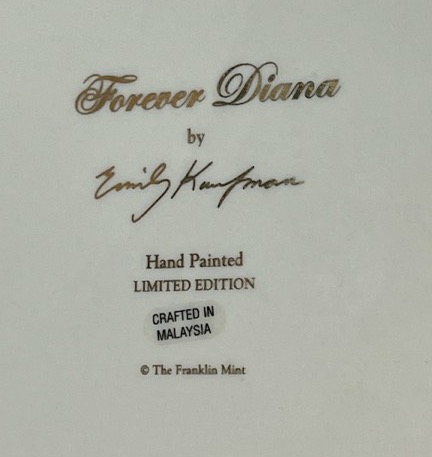 Forever Diana
by
Emily Kaufman
Hand Painted
LIMITED EDITION
CRAFTED IN
MALAYSIA
© The Franklin Mint